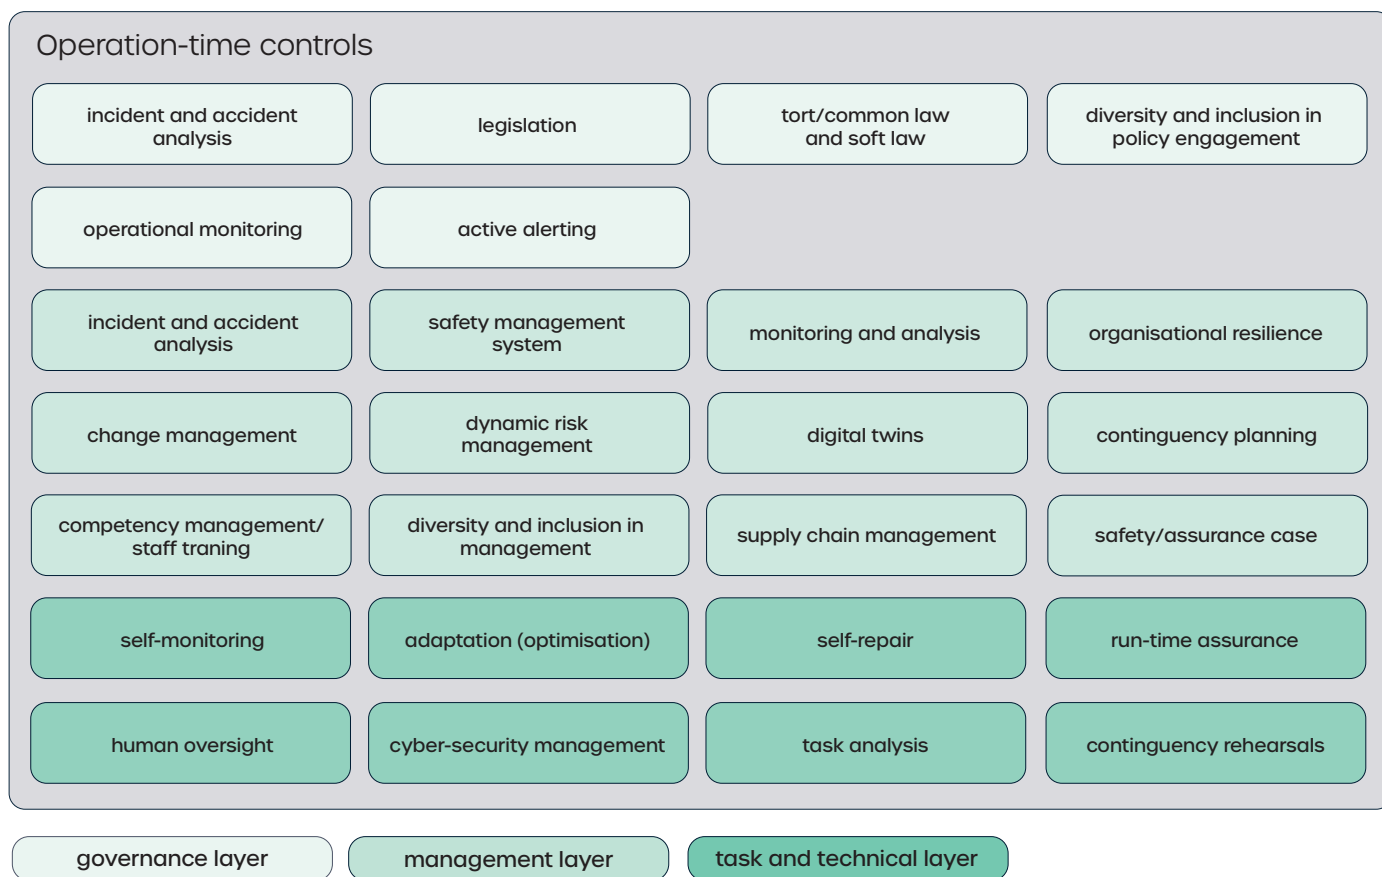 Operation-time controls
incident and accident
analysis
legislation
tort/common law
and soft law
diversity and inclusion in
policy engagement
operational monitoring
active alerting
incident and accident
analysis
safety management
system
monitoring and analysis
organisational resilience
change management
dynamic risk
management
digital twins
continguency planning
competency management/
staff traning
diversity and inclusion in
management
supply chain management
safety/assurance case
self-monitoring
adaptation (optimisation)
self-repair
run-time assurance
human oversight
cyber-security management
task analysis
continguency rehearsals
governance layer
management layer
task and technical layer